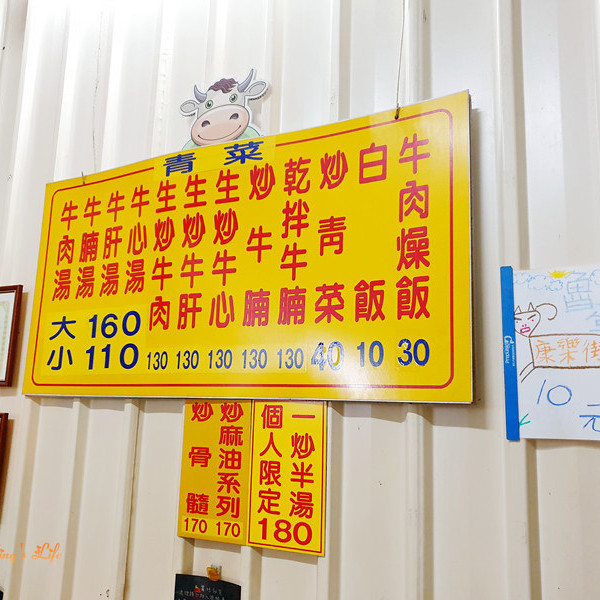 青菜
牛肉湯
牛腩湯
牛肝湯
牛心湯
大 160
小 110
生炒牛肉 130
生炒牛肝 130
生炒牛心 130
炒牛腩 130
乾拌牛腩 130
炒青菜 40
白飯 10
牛肉燥飯 30
炒骨髓 170
炒麻油系列 170
一炒半湯
個人限定
180
康樂街
10元
's Life